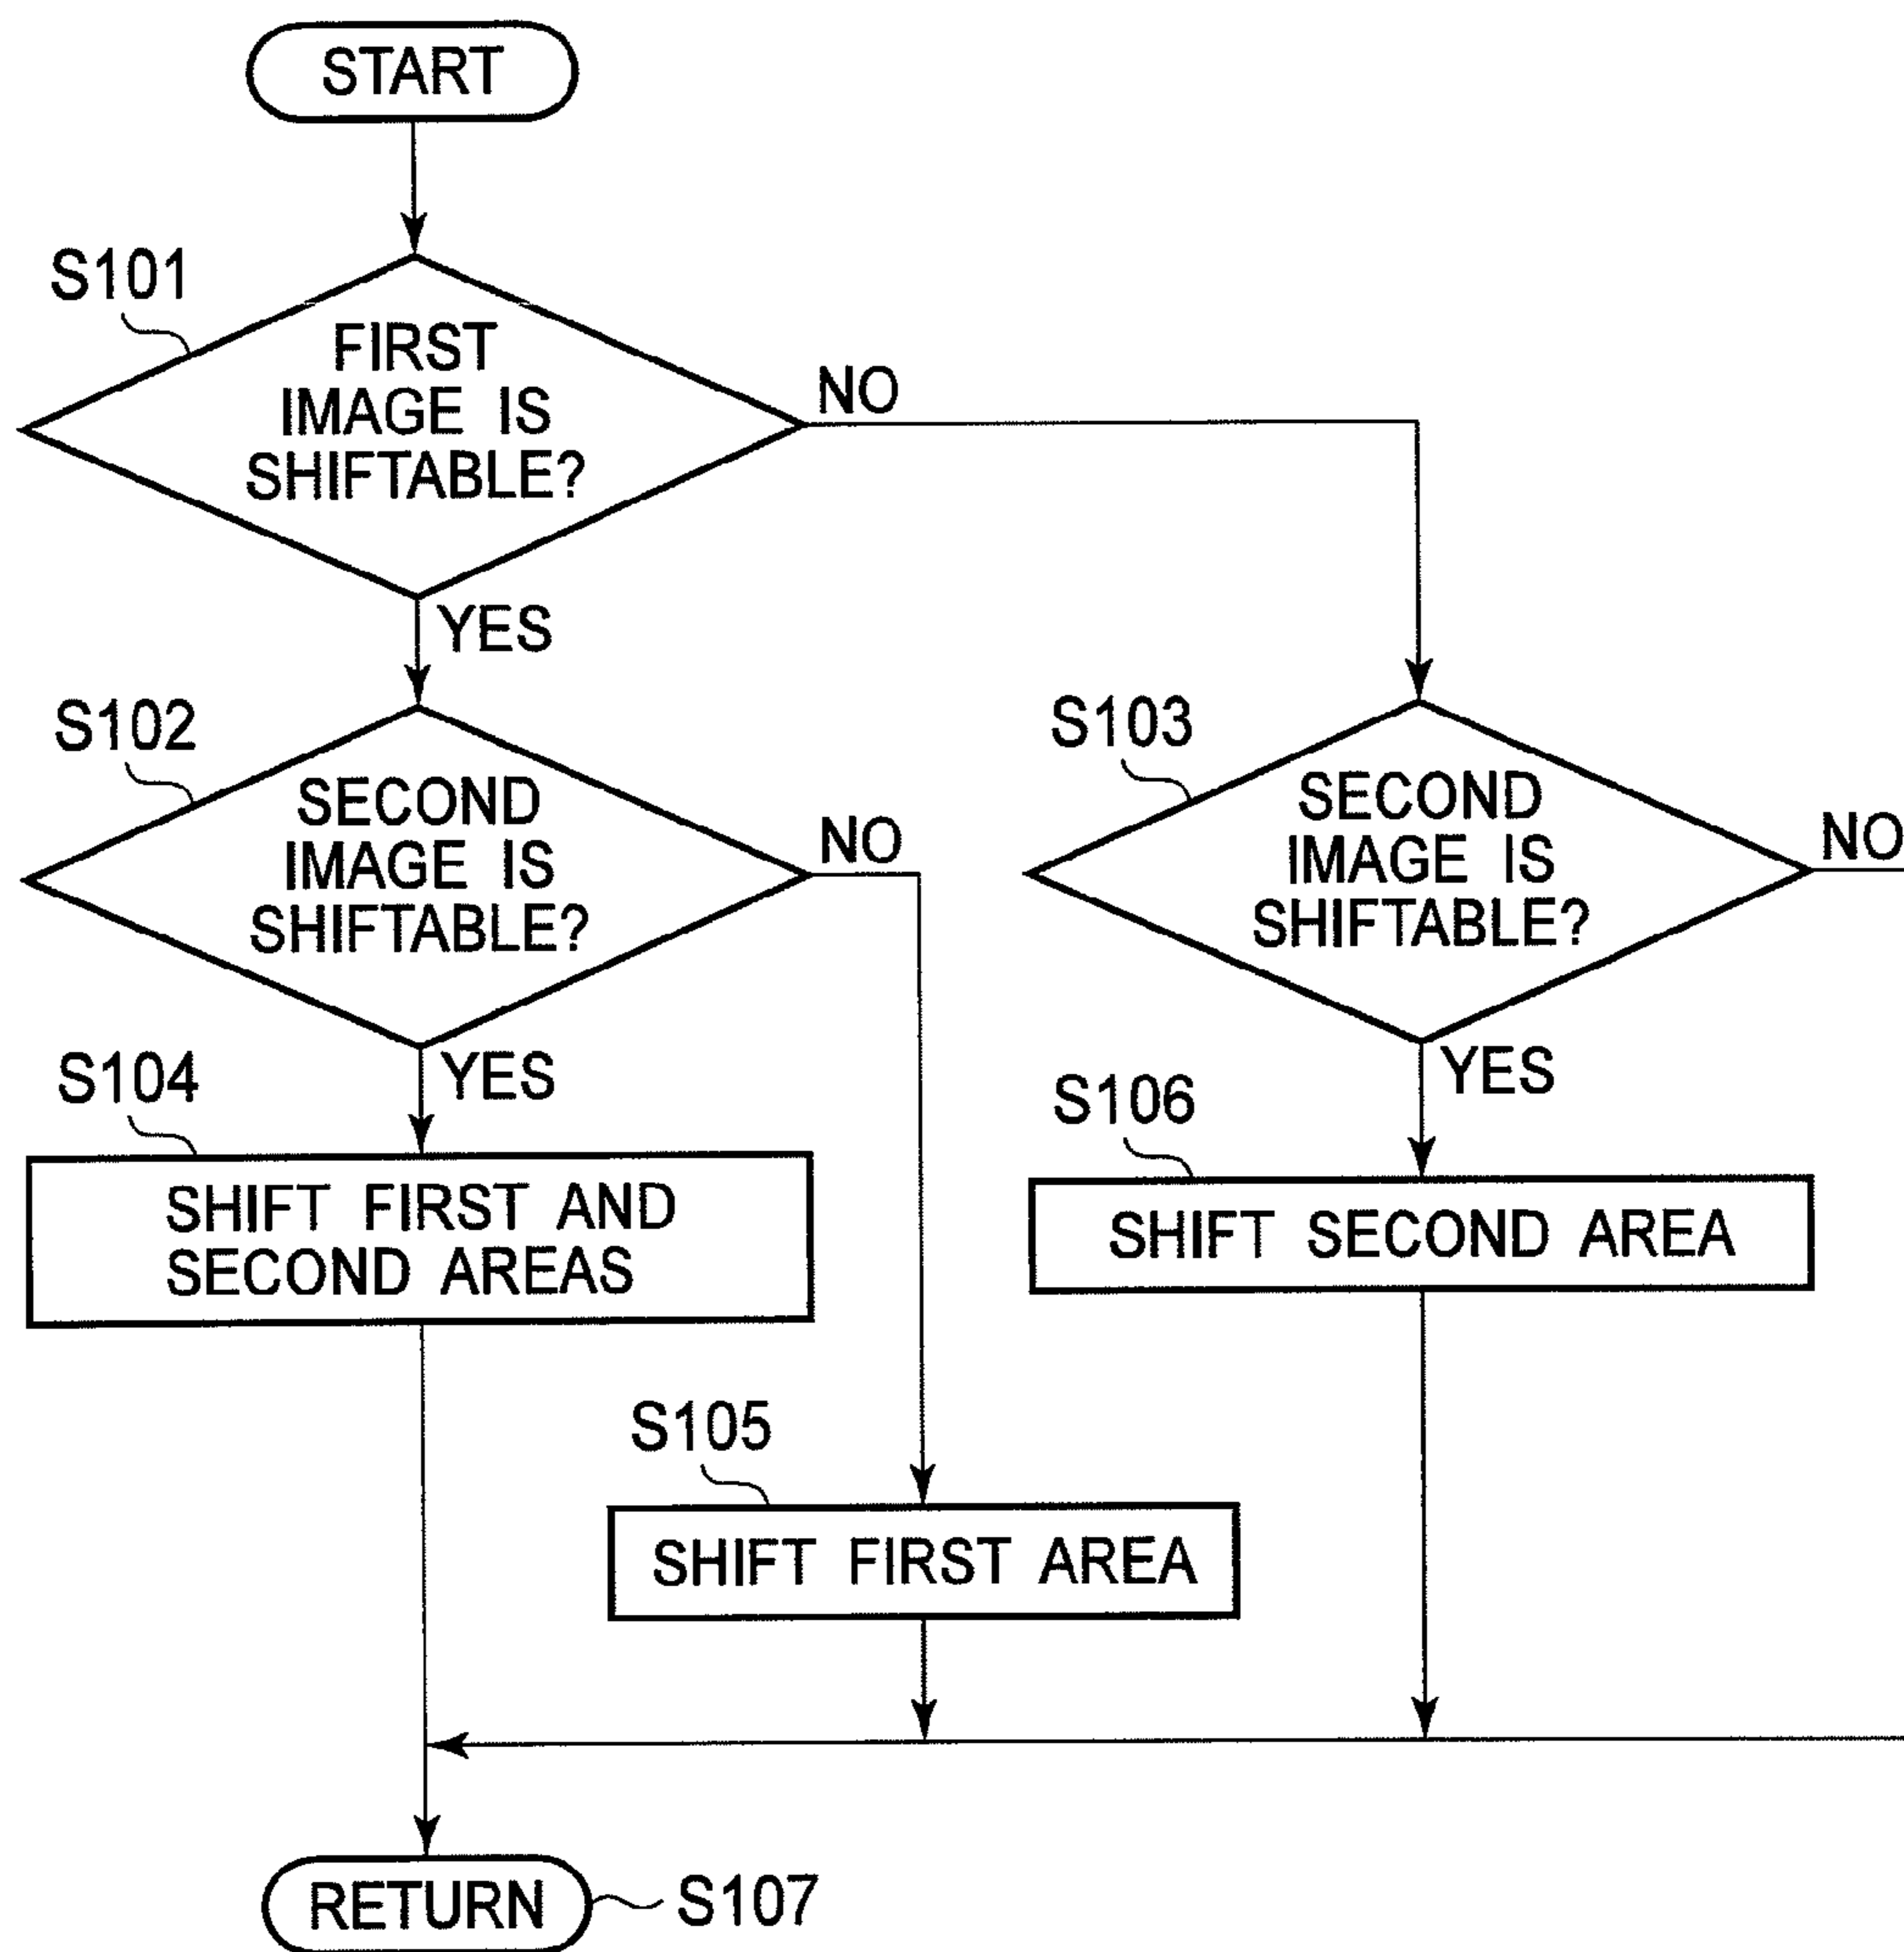 START
S101
FIRST
IMAGE IS
SHIFTABLE?
NO
YES
S102
SECOND
IMAGE IS
SHIFTABLE?
NO
S103
SECOND
IMAGE IS
SHIFTABLE?
NO
YES
S104
SHIFT FIRST AND
SECOND AREAS
YES
S106
SHIFT SECOND AREA
S105
SHIFT FIRST AREA
RETURN
S107